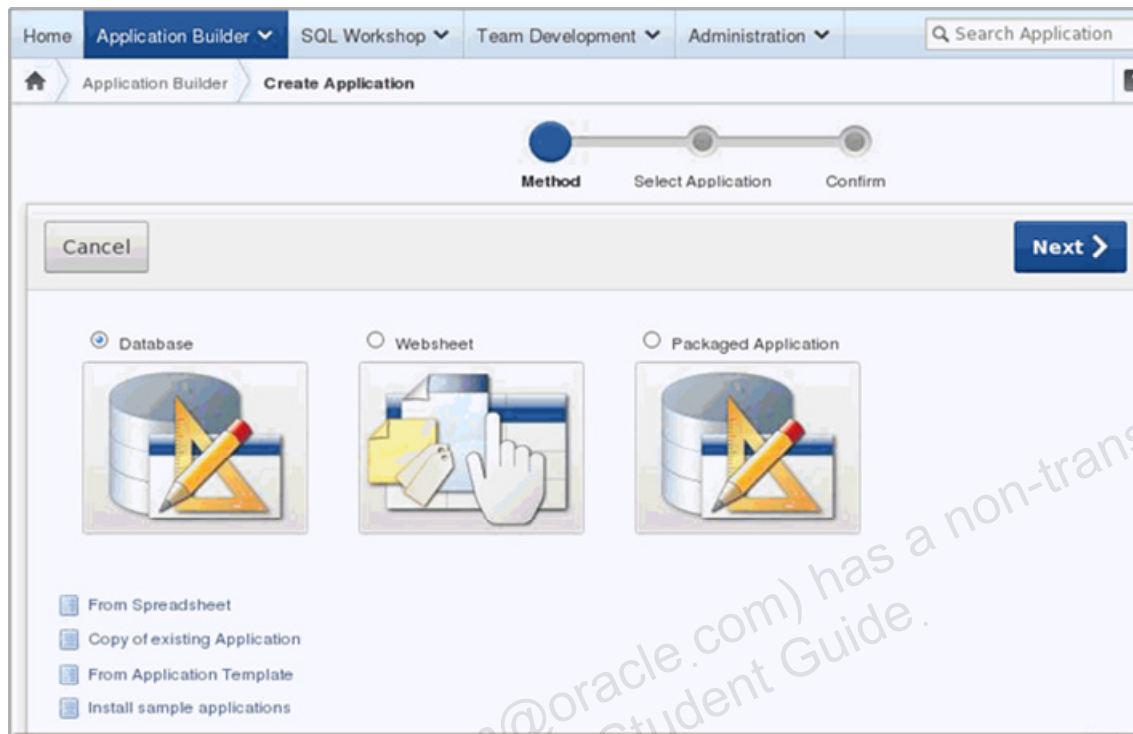 Home Application Builder SQL Workshop Team Development Administration Search Application
Application Builder Create Application
Method Select Application Confirm
Cancel Next
Database Websheet Packaged Application
From Spreadsheet
Copy of existing Application
From Application Template
Install sample applications
has a non-trans
@oracle.com)
Student Guide.